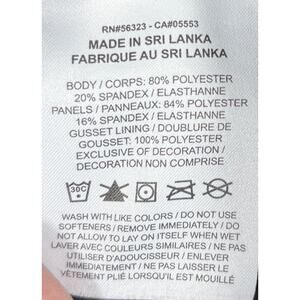 RN#56323 - CA#05553
MADE IN SRI LANKA
FABRIQUE AU SRI LANKA
BODY / CORPS: 80% POLYESTER
20% SPANDEX / ELASTHANNE
PANELS / PANNEAUX: 84% POLYESTER
16% SPANDEX / ELASTHANNE
GUSSET LINING / DOUBLURE DE
GOUSSET: 100% POLYESTER
EXCLUSIVE OF DECORATION /
DECORATION NON COMPRISE
30C
WASH WITH LIKE COLORS / DO NOT USE
SOFTENERS / REMOVE IMMEDIATELY / DO
NOT ALLOW TO LAY ON ITSELF WHEN WET
LAVER AVEC COULEURS SIMILAIRES / NE PAS
UTILISER D'ADOUCISSEUR / ENLEVER
IMMEDIATEMENT / NE PAS LAISSER LE
VÊTEMENT PLIÉ LORSQU'IL EST MOUILLÉ